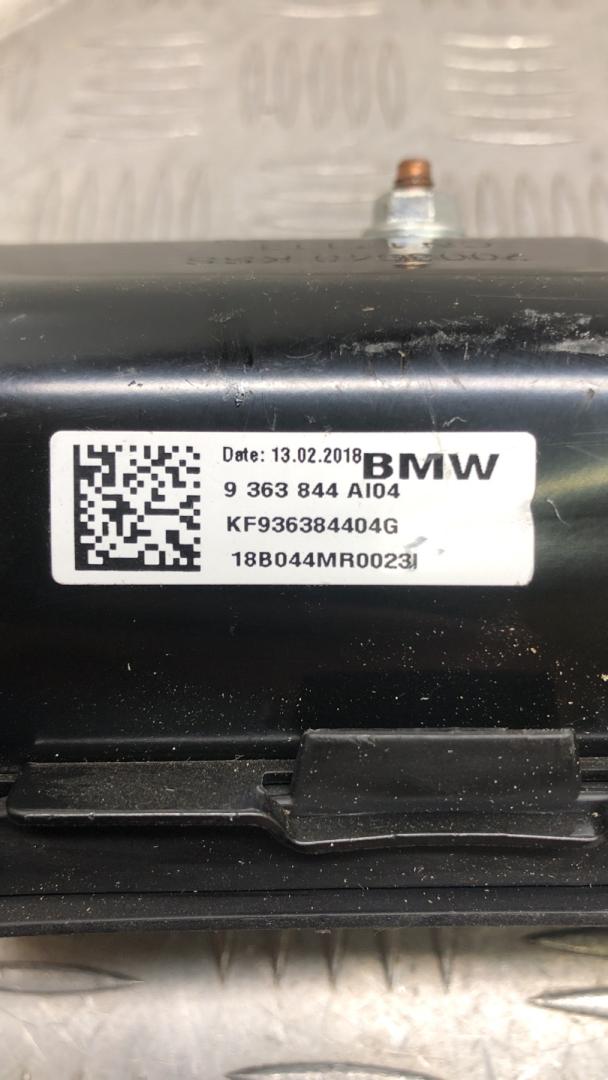 Date: 13.02.2018 BMW
9 363 844 AI04
KF936384404G
18B044MR0023I